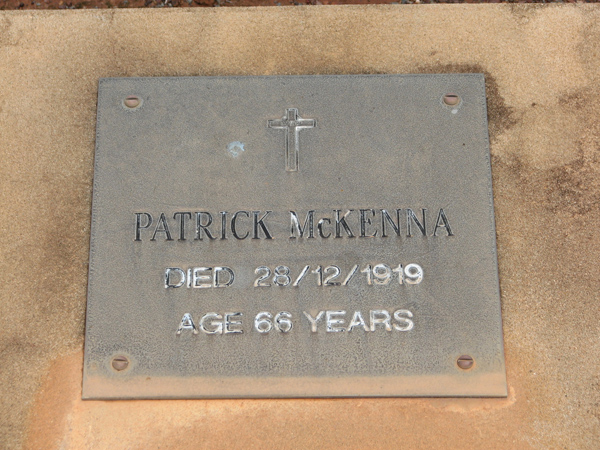 PATRICK McKENNA
DIED 28/12/1919
AGE 66 YEARS